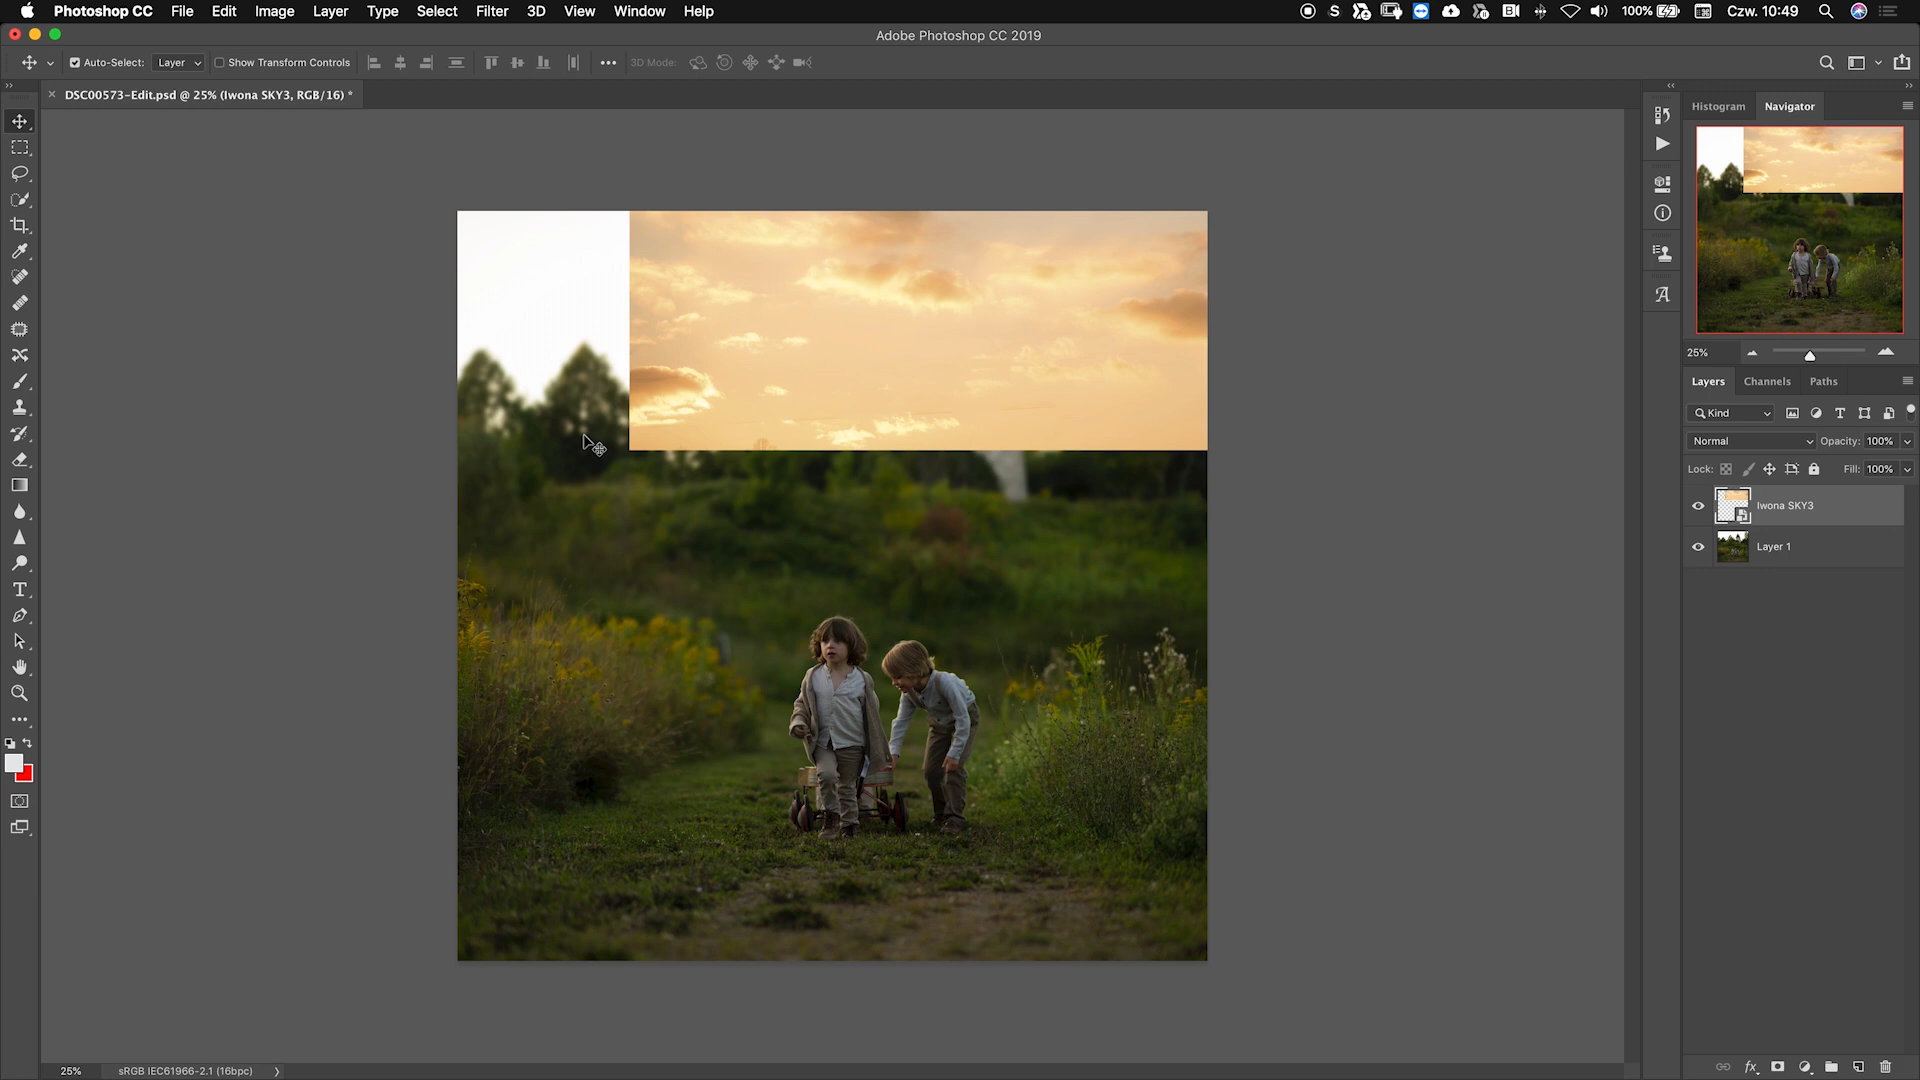 Photoshop CC File Edit Image Layer Type Select Filter 3D View Window Help
S 100% Czw. 10:49
Adobe Photoshop CC 2019
Auto-Select: Layer Show Transform Controls 3D Mode:
DSC00573-Edit.psd @ 25% (Iwona SKY3, RGB/16) *
Histogram Navigator
25%
Layers Channels Paths
Kind
Normal Opacity: 100%
Lock: Fill: 100%
Iwona SKY3
Layer 1
fx
25% sRGB IEC61966-2.1 (16bpc)